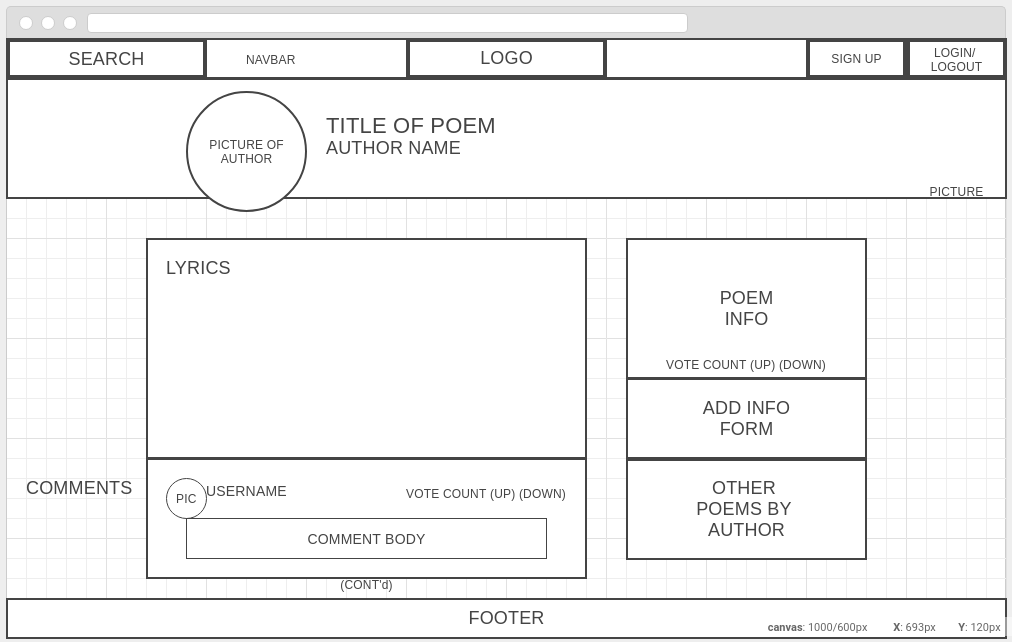 SEARCH
NAVBAR
LOGO
SIGN UP
LOGIN/
LOGOUT
PICTURE OF
AUTHOR
TITLE OF POEM
AUTHOR NAME
PICTURE
LYRICS
POEM
INFO
VOTE COUNT (UP) (DOWN)
ADD INFO
FORM
COMMENTS
PIC
USERNAME
VOTE COUNT (UP) (DOWN)
COMMENT BODY
(CONT'd)
OTHER
POEMS BY
AUTHOR
FOOTER
canvas: 1000/600px X: 693px Y: 120px